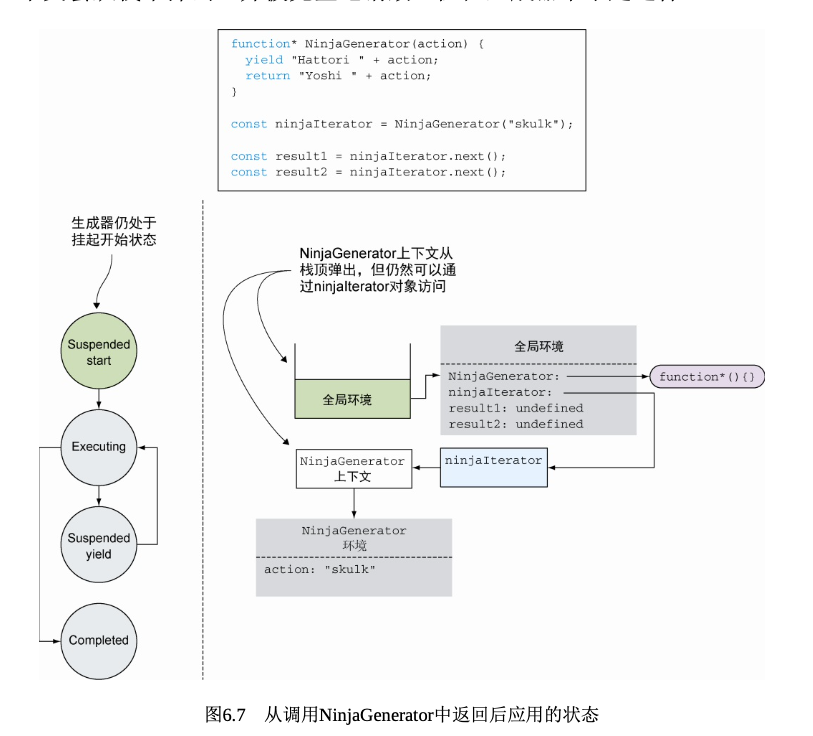 function* NinjaGenerator(action) {
yield "Hattori " + action;
return "Yoshi " + action;
}
const ninjaIterator = NinjaGenerator("skulk");
const result1 = ninjaIterator.next();
const result2 = ninjaIterator.next();
生成器仍处于
挂起开始状态
Suspended
start
Executing
Suspended
yield
Completed
NinjaGenerator上下文从
栈顶弹出，但仍然可以通
过ninjaIterator对象访问
全局环境
全局环境
NinjaGenerator:
ninjaIterator:
result1: undefined
result2: undefined
function*(){}
NinjaGenerator
上下文
ninjaIterator
NinjaGenerator
环境
action: "skulk"
图6.7 从调用NinjaGenerator中返回后应用的状态